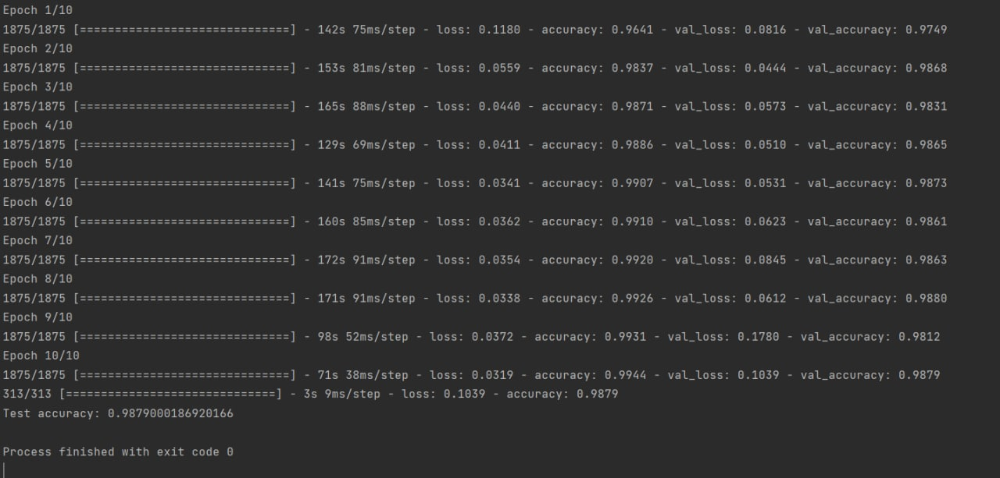 Epoch 1/10
1875/1875 [==============================] - 142s 75ms/step - loss: 0.1180 - accuracy: 0.9641 - val_loss: 0.0816 - val_accuracy: 0.9749
Epoch 2/10
1875/1875 [==============================] - 153s 81ms/step - loss: 0.0559 - accuracy: 0.9837 - val_loss: 0.0444 - val_accuracy: 0.9868
Epoch 3/10
1875/1875 [==============================] - 165s 88ms/step - loss: 0.0440 - accuracy: 0.9871 - val_loss: 0.0573 - val_accuracy: 0.9831
Epoch 4/10
1875/1875 [==============================] - 129s 69ms/step - loss: 0.0411 - accuracy: 0.9886 - val_loss: 0.0510 - val_accuracy: 0.9865
Epoch 5/10
1875/1875 [==============================] - 141s 75ms/step - loss: 0.0341 - accuracy: 0.9907 - val_loss: 0.0531 - val_accuracy: 0.9873
Epoch 6/10
1875/1875 [==============================] - 160s 85ms/step - loss: 0.0362 - accuracy: 0.9910 - val_loss: 0.0623 - val_accuracy: 0.9861
Epoch 7/10
1875/1875 [==============================] - 172s 91ms/step - loss: 0.0354 - accuracy: 0.9920 - val_loss: 0.0845 - val_accuracy: 0.9863
Epoch 8/10
1875/1875 [==============================] - 171s 91ms/step - loss: 0.0338 - accuracy: 0.9926 - val_loss: 0.0612 - val_accuracy: 0.9880
Epoch 9/10
1875/1875 [==============================] - 98s 52ms/step - loss: 0.0372 - accuracy: 0.9931 - val_loss: 0.1780 - val_accuracy: 0.9812
Epoch 10/10
1875/1875 [==============================] - 71s 38ms/step - loss: 0.0319 - accuracy: 0.9944 - val_loss: 0.1039 - val_accuracy: 0.9879
313/313 [==============================] - 3s 9ms/step - loss: 0.1039 - accuracy: 0.9879
Test accuracy: 0.9879000186920166
Process finished with exit code 0